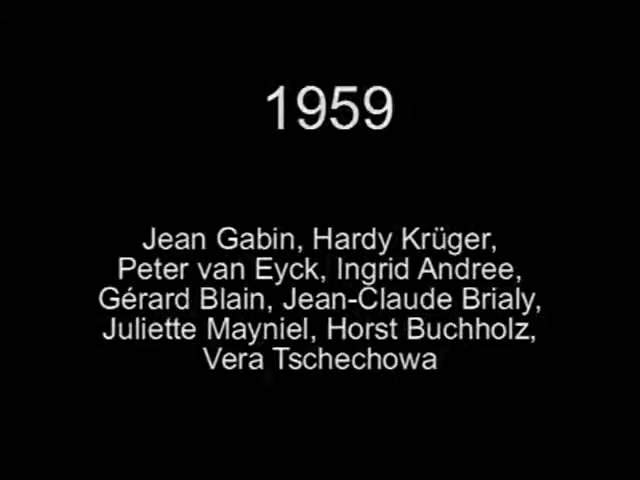 1959
Jean Gabin, Hardy Krüger,
Peter van Eyck, Ingrid Andree,
Gérard Blain, Jean-Claude Brialy,
Juliette Mayniel, Horst Buchholz,
Vera Tschechowa